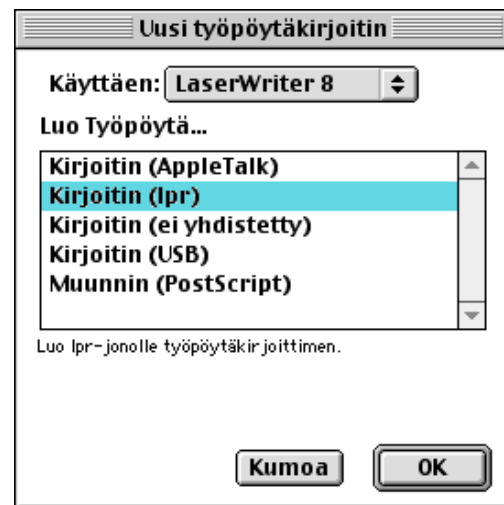 Uusi työpöytäkirjoitin
Käyttäen: LaserWriter 8
Luo Työpöytä...
Kirjoitin (AppleTalk)
Kirjoitin (lpr)
Kirjoitin (ei yhdistetty)
Kirjoitin (USB)
Muunnin (PostScript)
Luo lpr-jonolle työpöytäkirjoittimen.
Kumoa OK